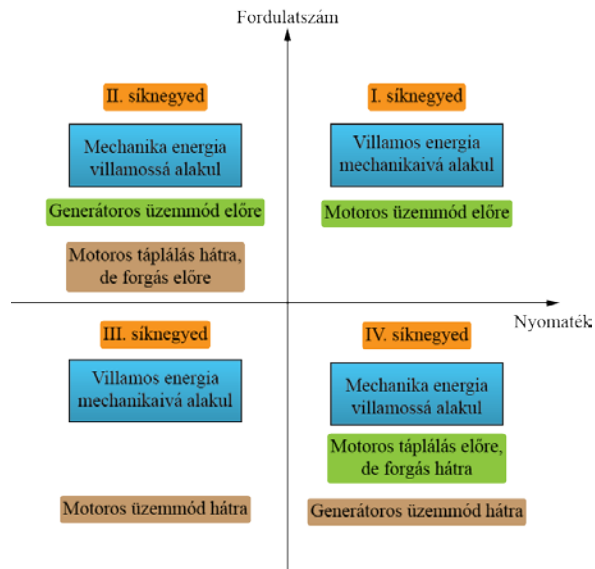 Fordulatszám
II. síknegyed
Mechanika energia
villamossá alakul
Generátoros üzemmód előre
Motoros táplálás hátra,
de forgás előre
I. síknegyed
Villamos energia
mechanikaivá alakul
Motoros üzemmód előre
Nyomaték
III. síknegyed
Villamos energia
mechanikaivá alakul
Motoros üzemmód hátra
IV. síknegyed
Mechanika energia
villamossá alakul
Motoros táplálás előre,
de forgás hátra
Generátoros üzemmód hátra